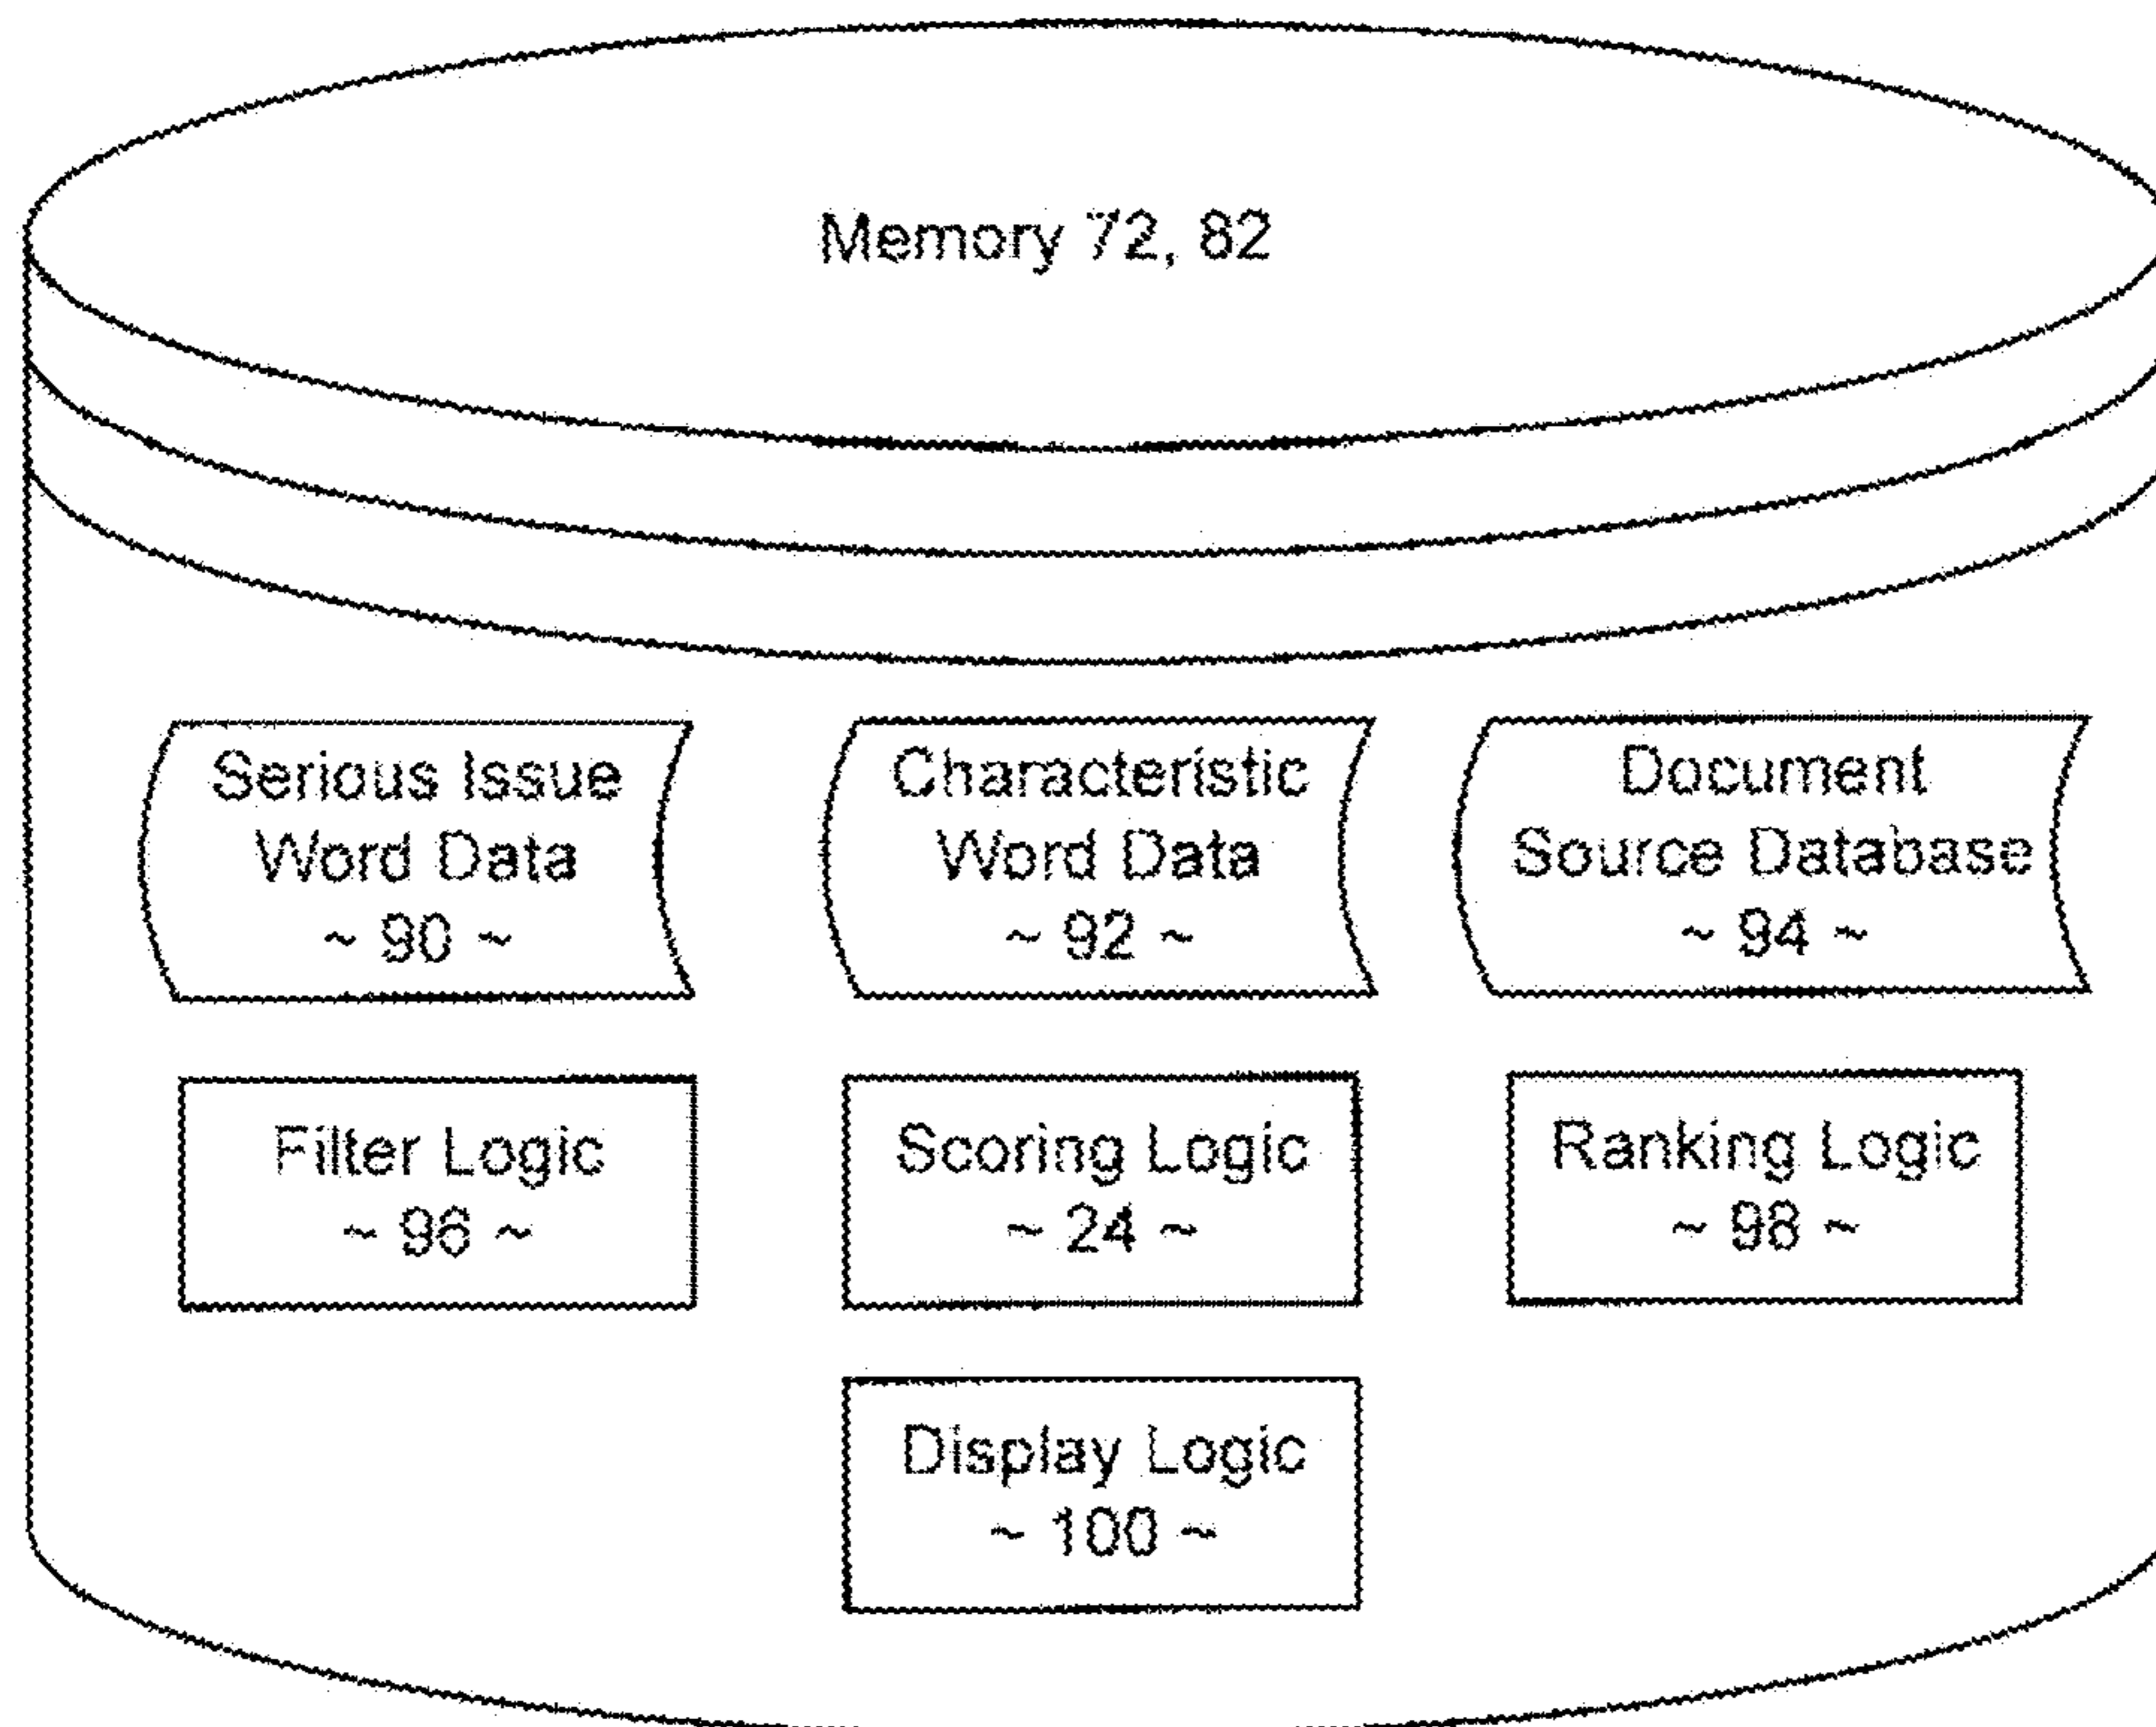 Memory 72, 82
Serious Issue
Word Data
~ 90 ~
Characteristic
Word Data
~ 92 ~
Document
Source Database
~ 94 ~
Filter Logic
~ 96 ~
Scoring Logic
~ 24 ~
Ranking Logic
~ 98 ~
Display Logic
~ 100 ~